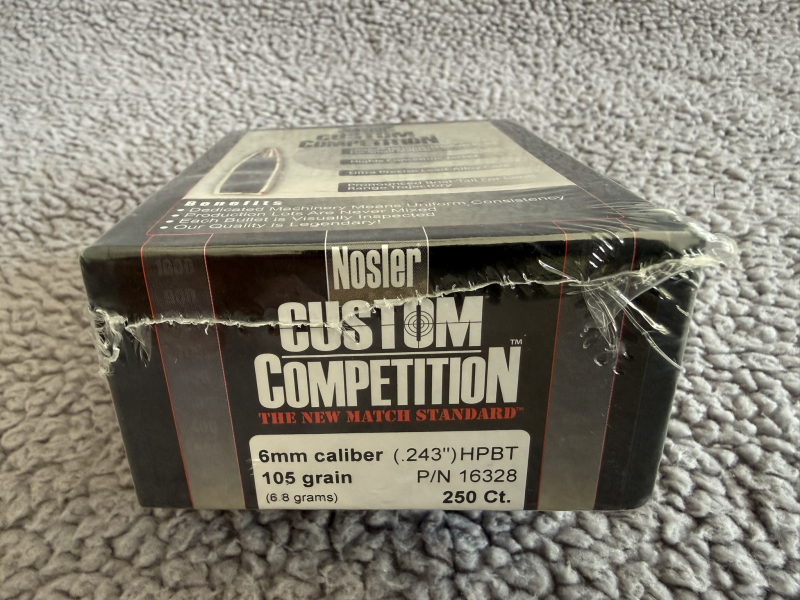 CUSTOM
COMPETITION
Benefits
• Dedicated Machinery Means Uniform Consistency
• Production Lots Are Never Mixed
• Each Bullet is Visually Inspected
• Our Quality is Legendary!
1000
Nosler®
CUSTOM
COMPETITION™
THE NEW MATCH STANDARD™
6mm caliber (.243") HPBT
105 grain P/N 16328
(6.8 grams) 250 Ct.